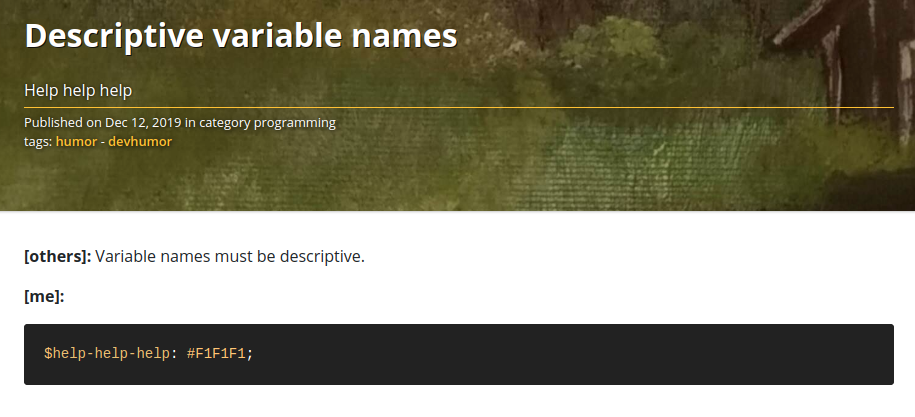 Descriptive variable names
Help help help
Published on Dec 12, 2019 in category programming
tags: humor - devhumor
[others]: Variable names must be descriptive.
[me]:
$help-help-help: #F1F1F1;